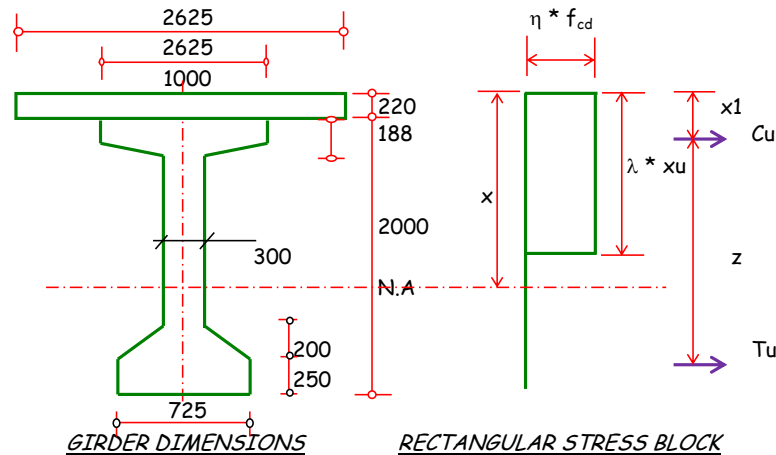 2625
2625
1000
220
188
2000
300
N.A
200
250
725
GIRDER DIMENSIONS
η * f_cd
x1
Cu
λ * xu
x
z
Tu
RECTANGULAR STRESS BLOCK